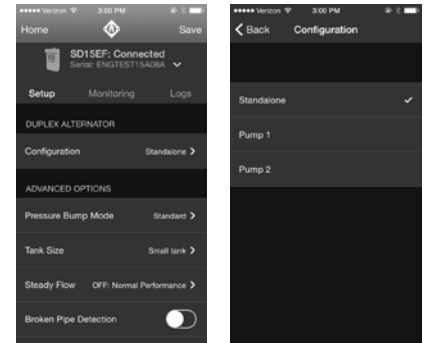 Verizon 3:00 PM
Home Save
SD15EF: Connected
Serial: ENGTEST15A08A
Setup Monitoring Logs
DUPLEX ALTERNATOR
Configuration Standalone
ADVANCED OPTIONS
Pressure Bump Mode Standard
Tank Size Small tank
Steady Flow OFF: Normal Performance
Broken Pipe Detection
Verizon 3:00 PM
Back Configuration
Standalone
Pump 1
Pump 2